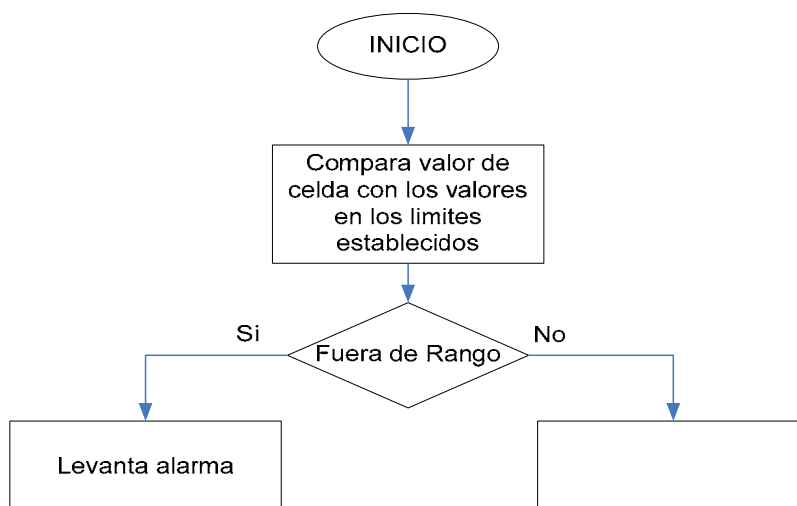 INICIO
Compara valor de
celda con los valores
en los limites
establecidos
Si
Fuera de Rango
No
Levanta alarma